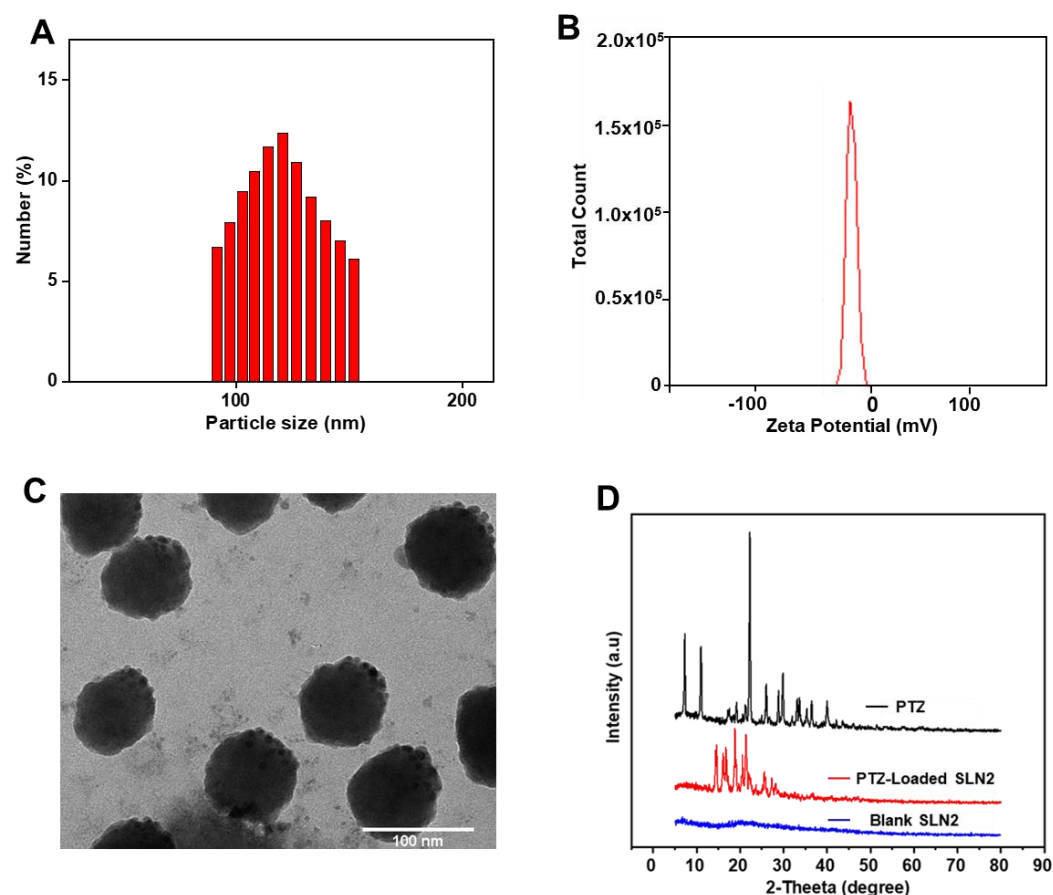 A
15
10
5
0
Number (%)
100
200
Particle size (nm)
B
2.0x10⁵
1.5x10⁵
1.0x10⁵
0.5x10⁵
0
Total Count
-100
0
100
Zeta Potential (mV)
C
100 nm
D
Intensity (a.u)
PTZ
PTZ-Loaded SLN2
Blank SLN2
0 10 20 30 40 50 60 70 80 90
2-Theeta (degree)